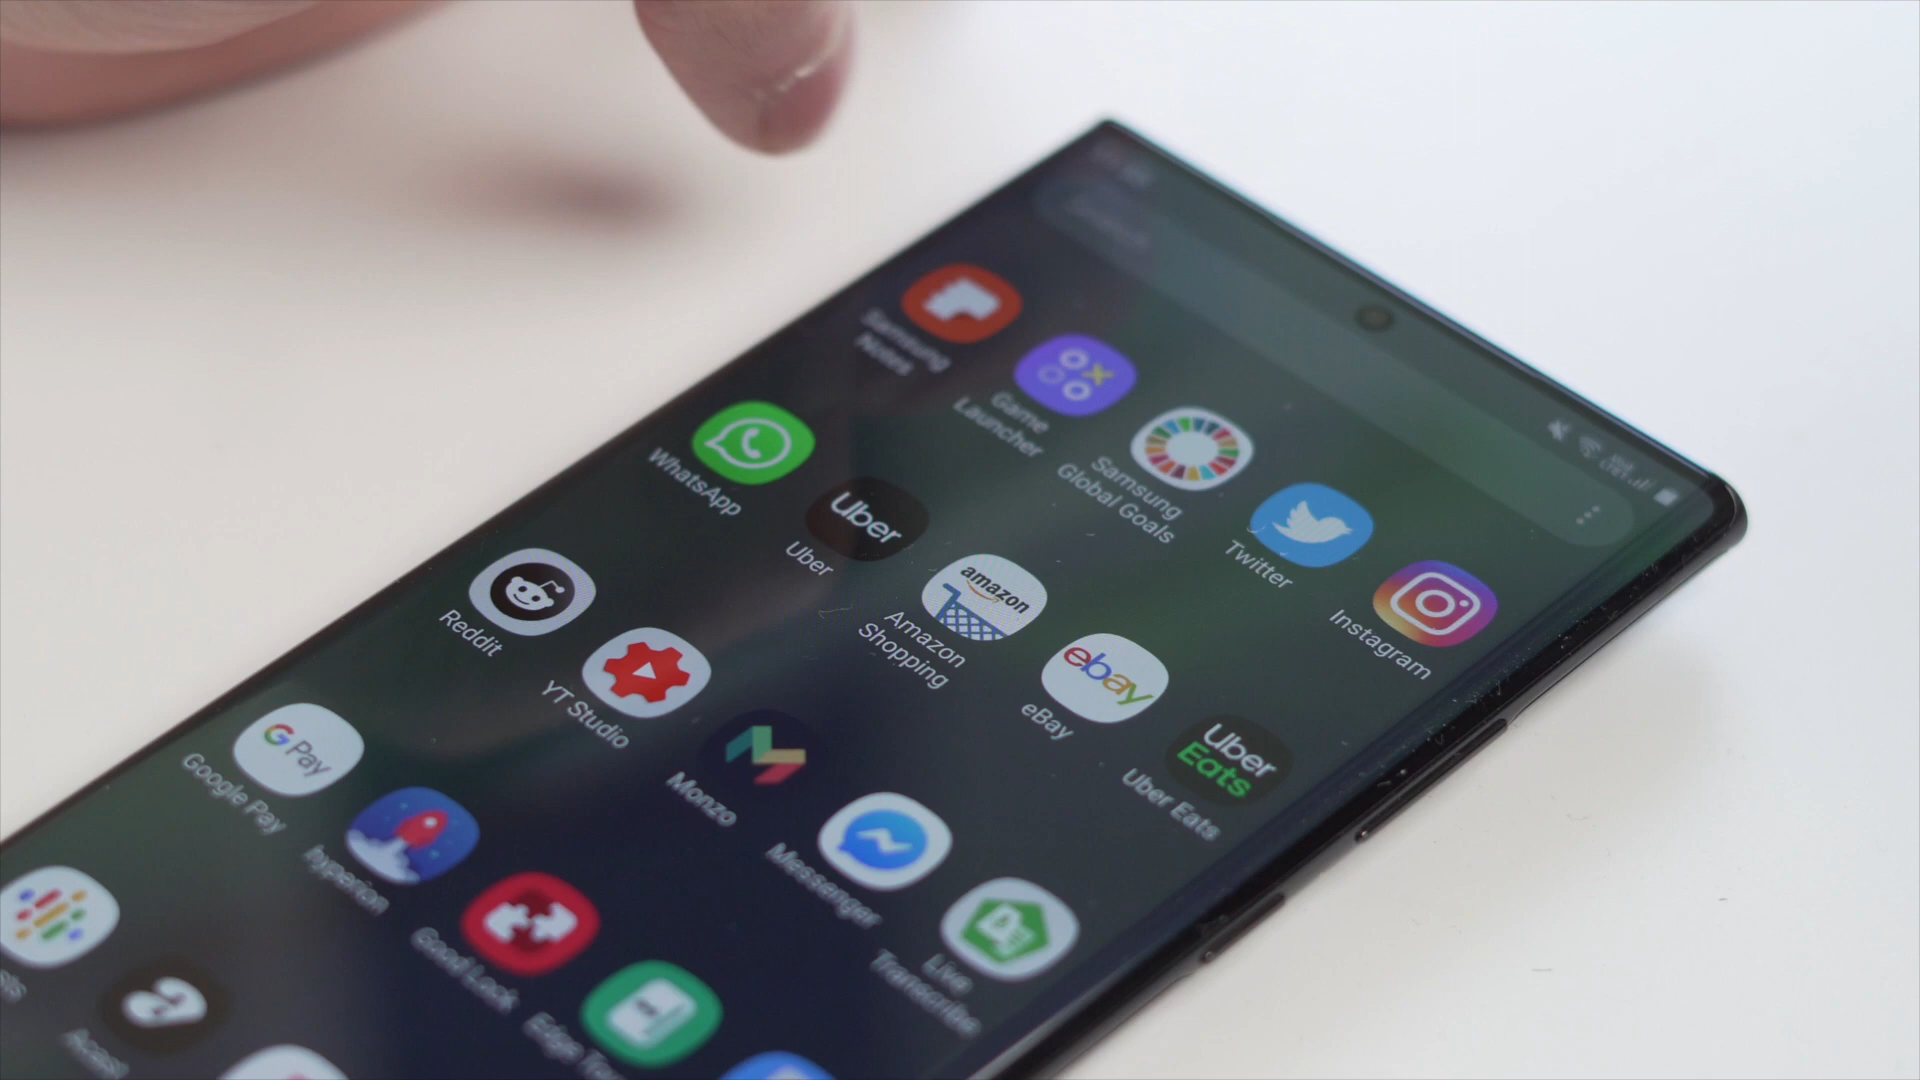 Search
Samsung
Notes
Game
Launcher
Samsung
Global Goals
Twitter
Instagram
WhatsApp
Uber
Uber
amazon
Amazon
Shopping
ebay
eBay
Uber
Eats
Uber Eats
Reddit
YT Studio
Monzo
Messenger
Live
Transcribe
G Pay
Google Pay
hyperion
Good Lock